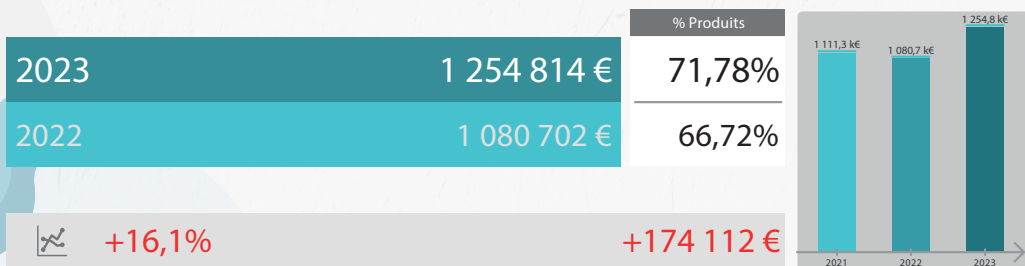 % Produits
2023 1 254 814 € 71,78%
2022 1 080 702 € 66,72%
+16,1% +174 112 €
1 254,8 k€
1 111,3 k€
1 080,7 k€
2021 2022 2023